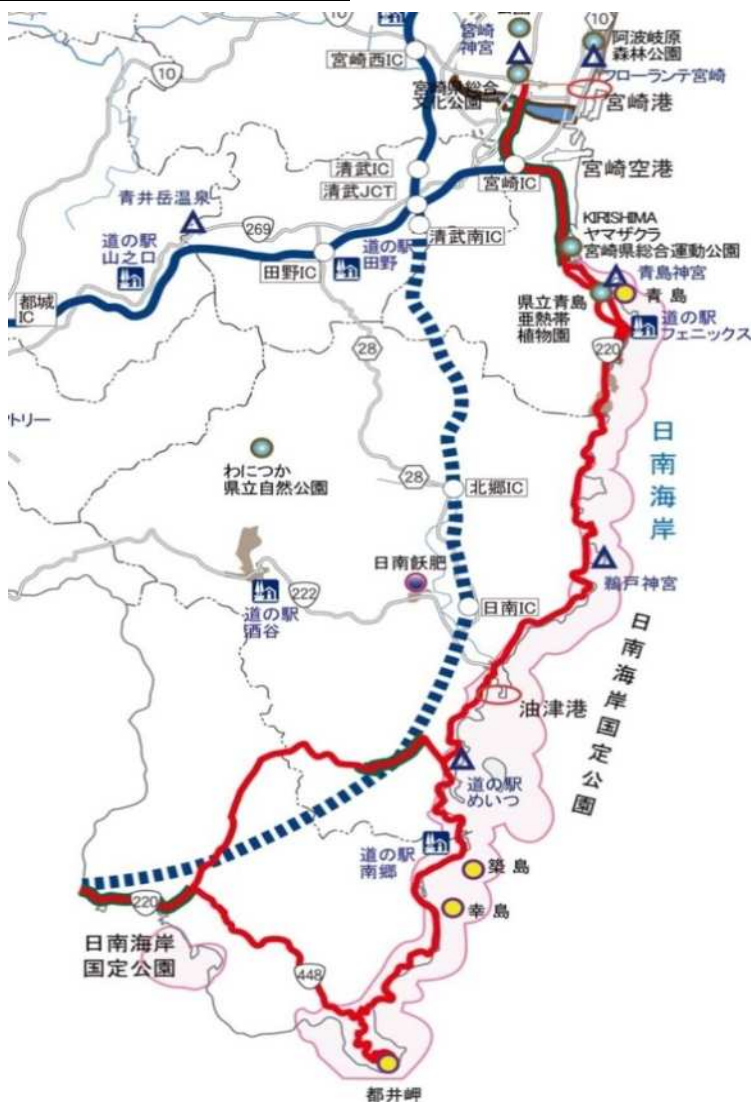 10
10
宮崎
神宮
阿波岐原
森林公園
宮崎西IC
フローランテ宮崎
宮崎県総合
文化公園
宮崎港
10
清武IC
宮崎IC
宮崎空港
清武JCT
青井岳温泉
269
清武南IC
KIRISHIMA
ヤマザクラ
宮崎県総合運動公園
道の駅
山之口
田野IC
道の駅
田野
青島神宮
青島
都城
IC
県立青島
亜熱帯
植物園
道の駅
フェニックス
220
28
トリー
日南海岸
わにつか
県立自然公園
28
北郷IC
日南飫肥
鵜戸神宮
222
道の駅
酒谷
日南IC
日南海岸国定公園
油津港
道の駅
めいつ
道の駅
南郷
築島
220
幸島
日南海岸
国定公園
448
都井岬